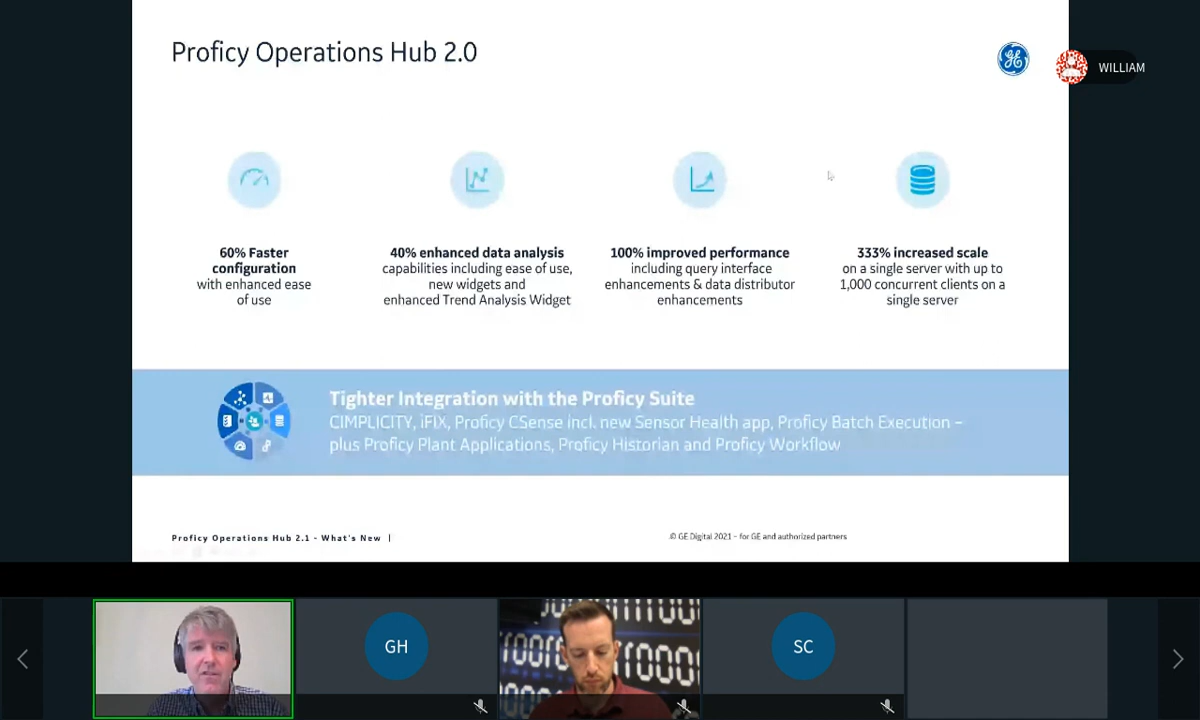 Proficy Operations Hub 2.0
WILLIAM
60% Faster
configuration
with enhanced ease
of use
40% enhanced data analysis
capabilities including ease of use,
new widgets and
enhanced Trend Analysis Widget
100% improved performance
including query interface
enhancements & data distributor
enhancements
333% increased scale
on a single server with up to
1,000 concurrent clients on a
single server
Tighter Integration with the Proficy Suite
CIMPLICITY, iFIX, Proficy CSense incl. new Sensor Health app, Proficy Batch Execution –
plus Proficy Plant Applications, Proficy Historian and Proficy Workflow
Proficy Operations Hub 2.1 - What's New |
© GE Digital 2021 – for GE and authorized partners
GH
SC